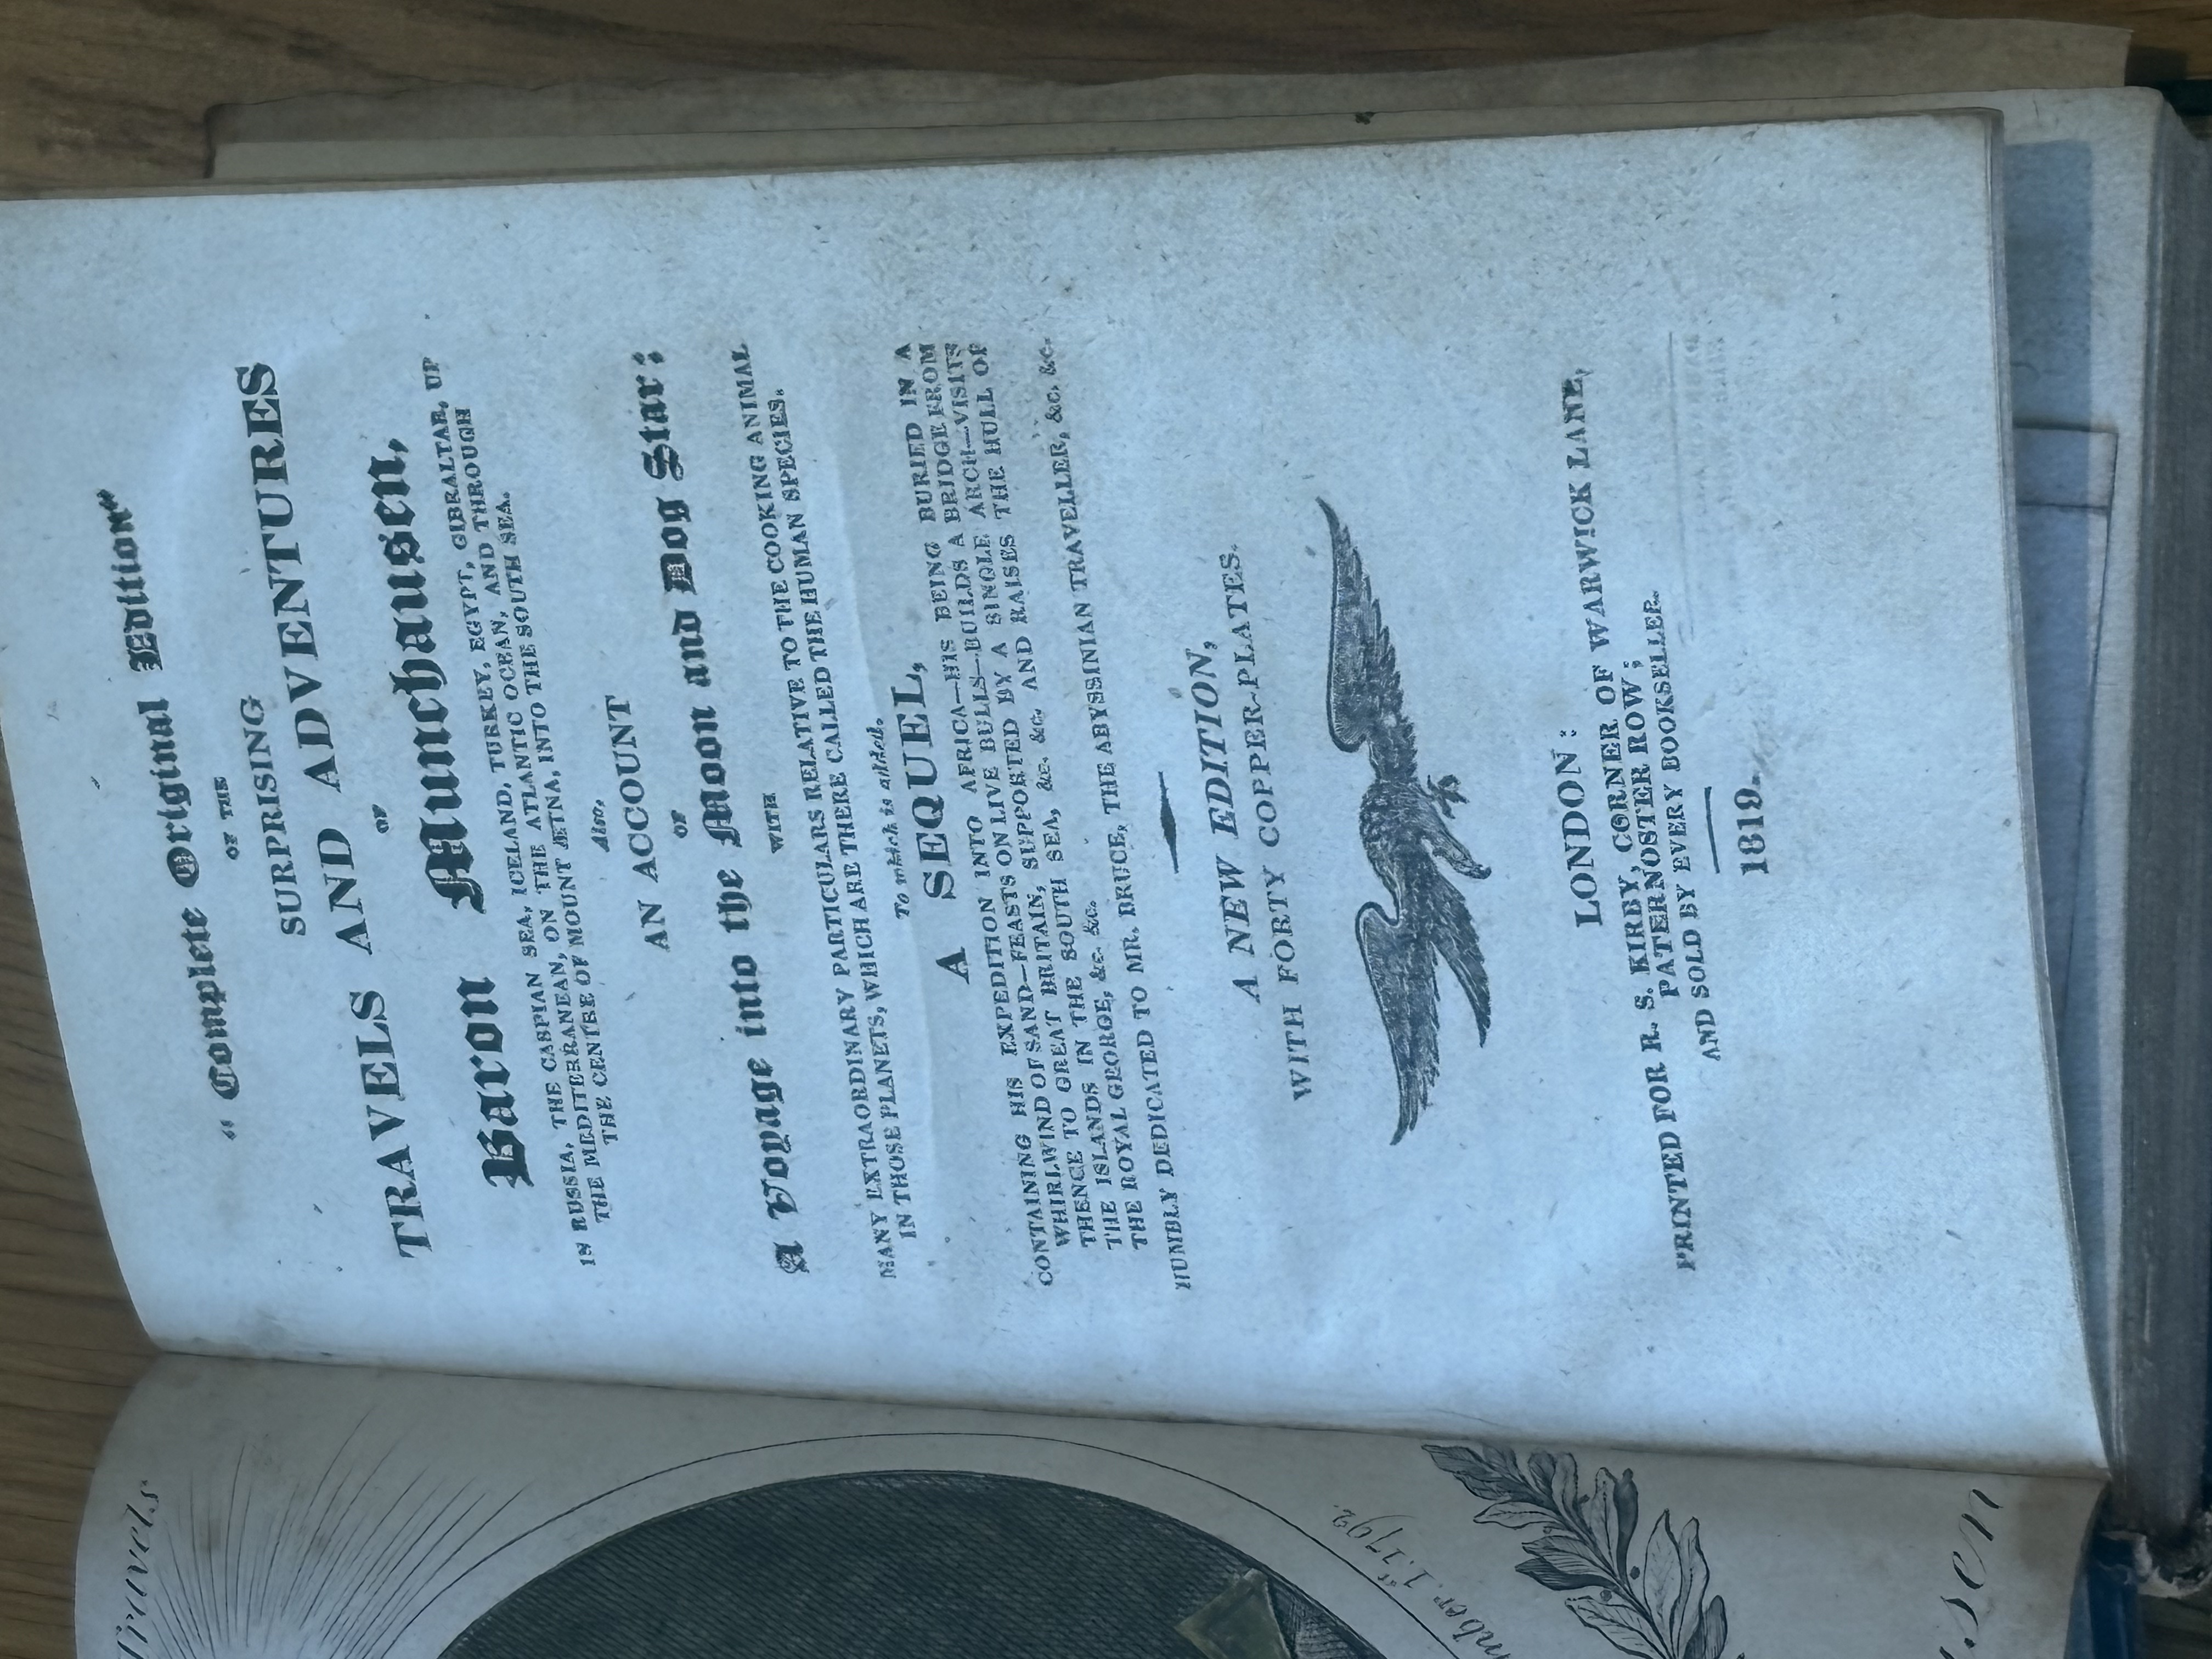 Travels
mber. 1st. 1792.
sen
"Complete Original Edition"
OF THE
SURPRISING
TRAVELS AND ADVENTURES
OF
Baron Munchausen,
IN RUSSIA, THE CASPIAN SEA, ICELAND, TURKEY, EGYPT, GIBRALTAR, UP
THE MEDITERRANEAN, ON THE ATLANTIC OCEAN, AND THROUGH
THE CENTRE OF MOUNT ÆTNA, INTO THE SOUTH SEA.
Also,
AN ACCOUNT
OF
A Voyage into the Moon and Dog Star:
WITH
MANY EXTRAORDINARY PARTICULARS RELATIVE TO THE COOKING ANIMAL
IN THOSE PLANETS, WHICH ARE THERE CALLED THE HUMAN SPECIES.
To which is added,
A SEQUEL,
CONTAINING HIS EXPEDITION INTO AFRICA—HIS BEING BURIED IN A
WHIRLWIND OF SAND—FEASTS ON LIVE BULLS—BUILDS A BRIDGE FROM
THENCE TO GREAT BRITAIN, SUPPORTED BY A SINGLE ARCH—VISITS
THE ISLANDS IN THE SOUTH SEA, &c. &c. AND RAISES THE HULL OF
THE ROYAL GEORGE, &c. &c.
HUMBLY DEDICATED TO MR. BRUCE, THE ABYSSINIAN TRAVELLER, &c. &c. &c.
A NEW EDITION,
WITH FORTY COPPER-PLATES.
LONDON:
PRINTED FOR R. S. KIRBY, CORNER OF WARWICK LANE,
PATERNOSTER ROW;
AND SOLD BY EVERY BOOKSELLER.
1819.